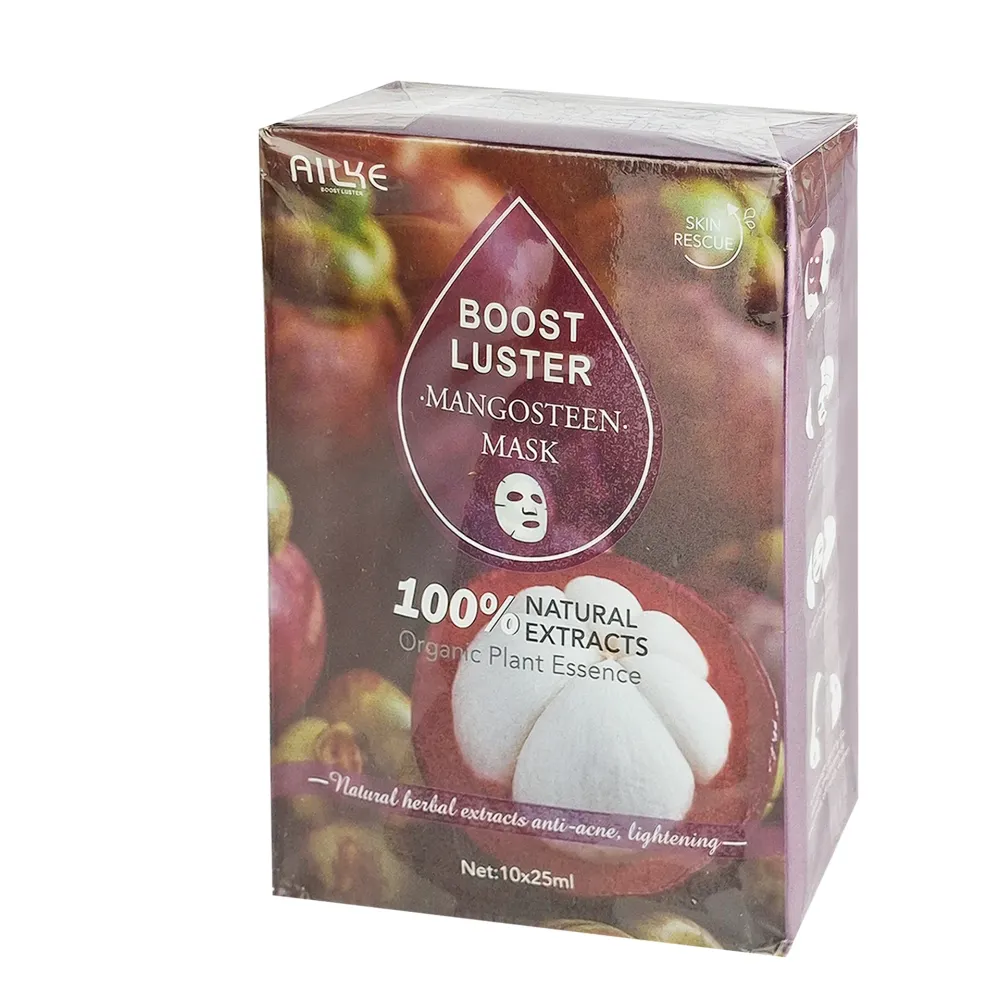 AILKE
BOOST LUSTER
SKIN
RESCUE
BOOST
LUSTER
·MANGOSTEEN·
MASK
100% NATURAL
EXTRACTS
Organic Plant Essence
—Natural herbal extracts anti-acne, lightening—
Net:10x25ml